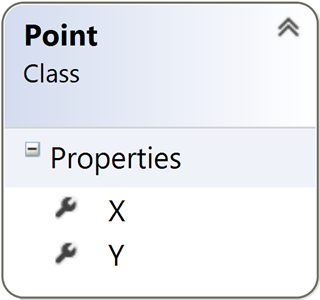 Point
Class
Properties
X
Y